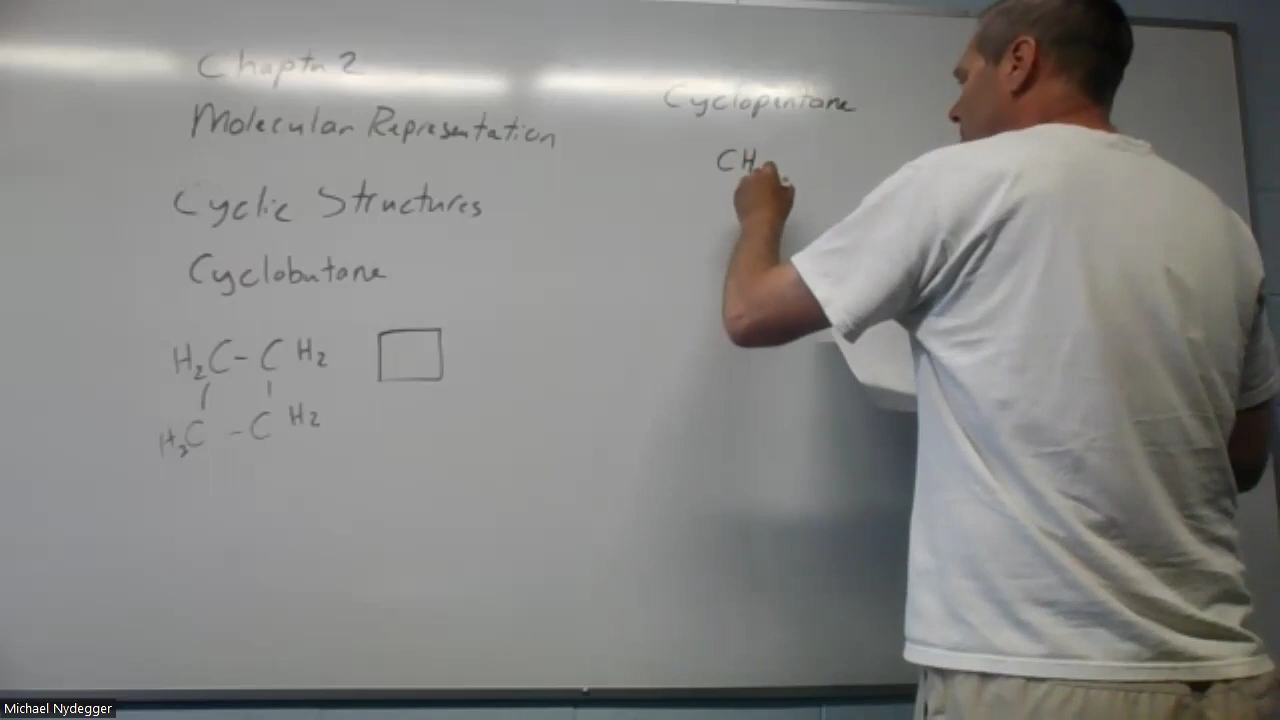 Chapter 2
Molecular Representation
Cyclic Structures
Cyclobutane
H₂C - CH₂
H₂C - CH₂
Cyclopentane
CH
Michael Nydegger